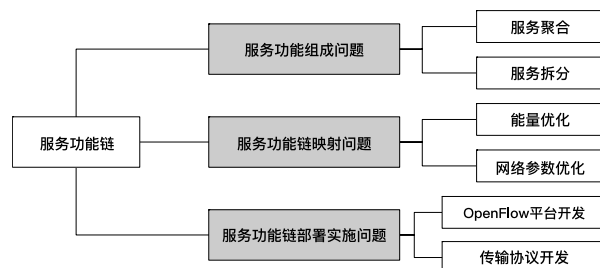 服务功能链
服务功能组成问题
服务聚合
服务拆分
服务功能链映射问题
能量优化
网络参数优化
服务功能链部署实施问题
OpenFlow平台开发
传输协议开发